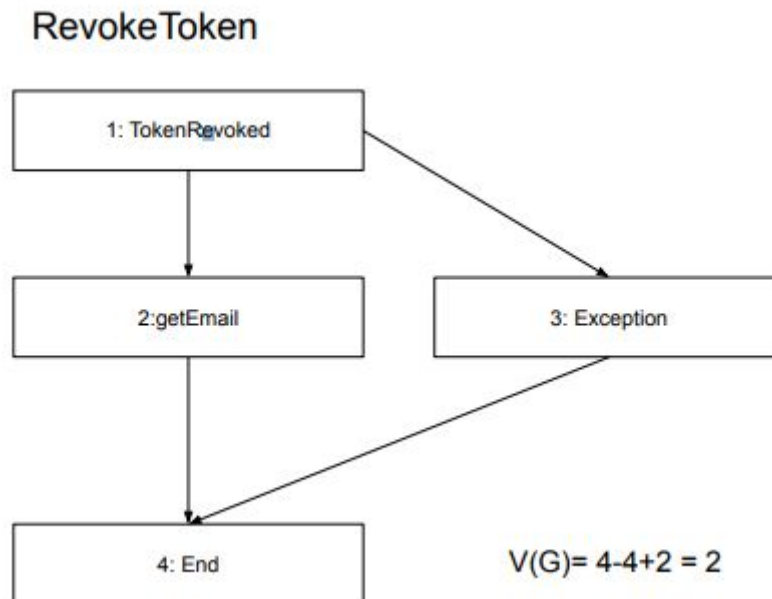 RevokeToken
1: TokenRevoked
2:getEmail
3: Exception
4: End
V(G)= 4-4+2 = 2